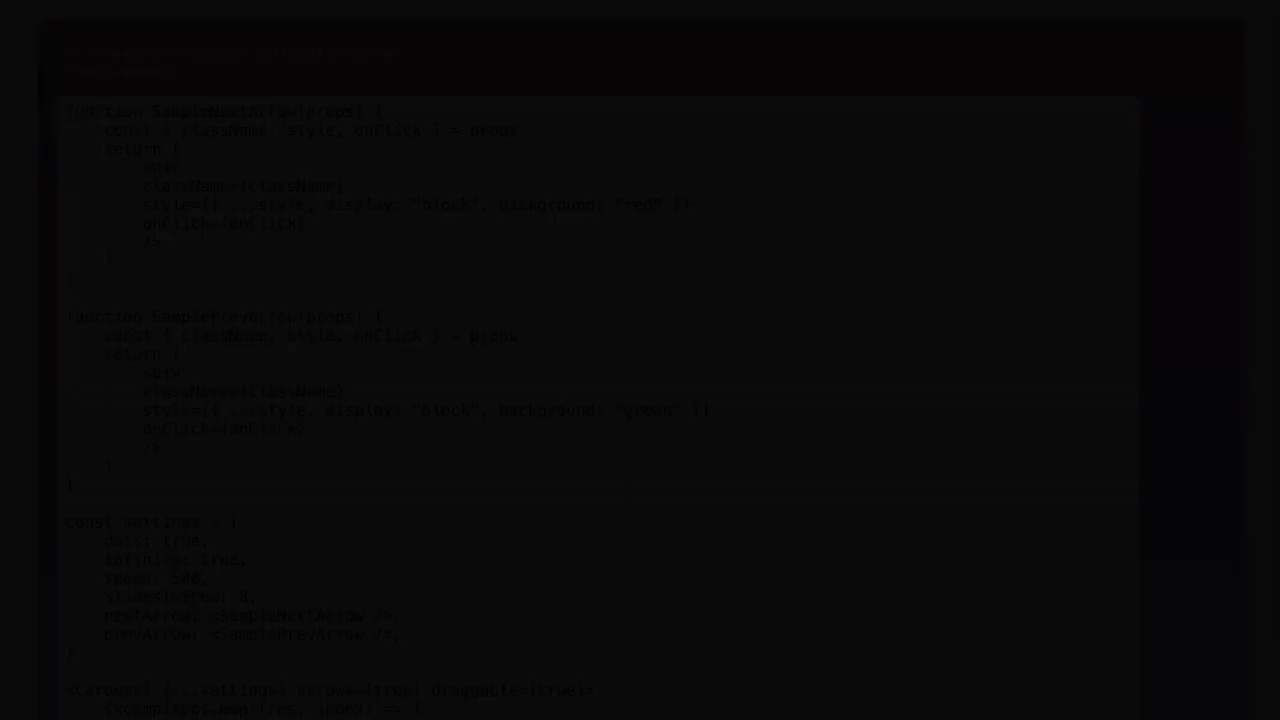 function SampleNextArrow(props) {
const { className, style, onClick } = props
return (
<div
className={className}
style={{ ...style, display: "block", background: "red" }}
onClick={onClick}
/>
)
}
function SamplePrevArrow(props) {
const { className, style, onClick } = props
return (
<div
className={className}
style={{ ...style, display: "block", background: "green" }}
onClick={onClick}
/>
)
}
const settings = {
dots: true,
infinite: true,
speed: 500,
slidesToShow: 8,
nextArrow: <SampleNextArrow />,
prevArrow: <SamplePrevArrow />,
}
<Carousel {...settings} arrows={true} draggable={true}>